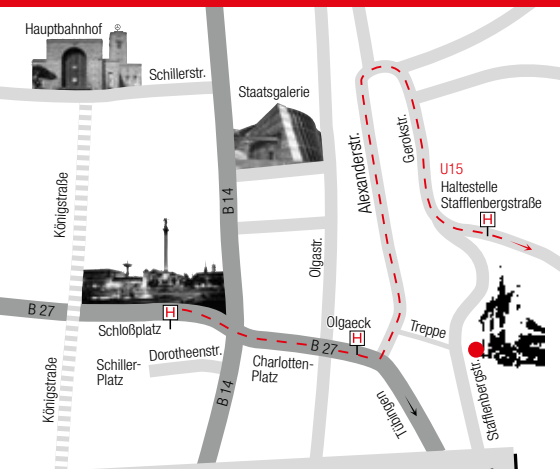 Hauptbahnhof
Schillerstr.
Staatsgalerie
Alexanderstr.
Gerokstr.
U15
Haltestelle
Stafflenbergstraße
H
Königstraße
B 14
Olgastr.
B 27
H
Schloßplatz
Olgaeck
H
Treppe
B 27
Schiller-
Platz
Dorotheenstr.
Charlotten-
Platz
Königstraße
B 14
Tübingen
Stafflenbergstr.